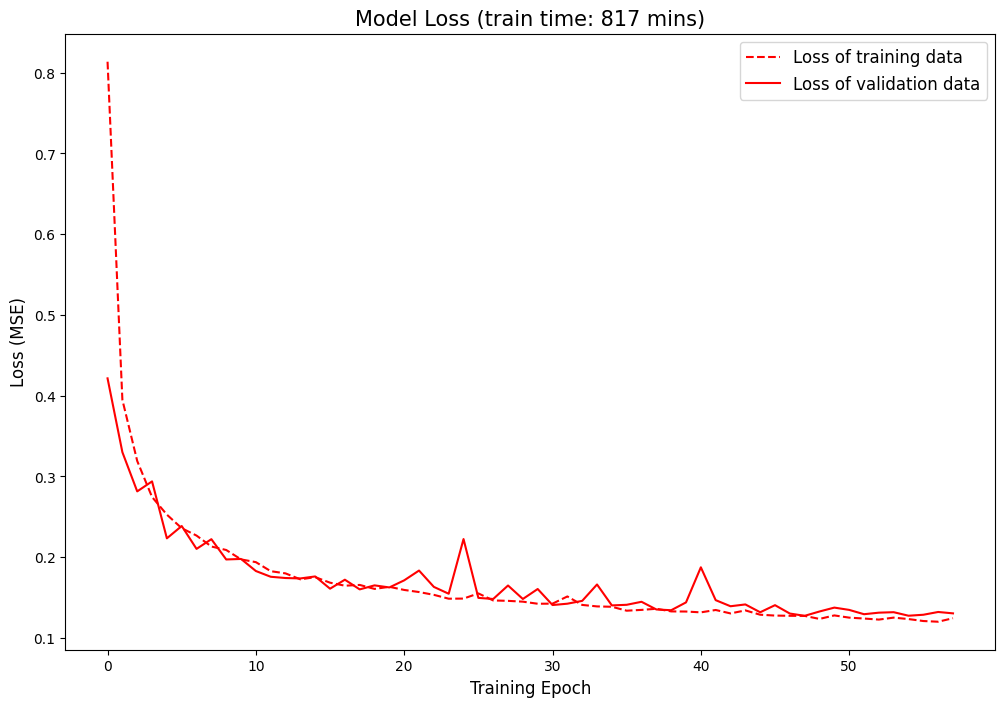 Model Loss (train time: 817 mins)
Loss of training data
Loss of validation data
Loss (MSE)
0.8
0.7
0.6
0.5
0.4
0.3
0.2
0.1
0 10 20 30 40 50
Training Epoch